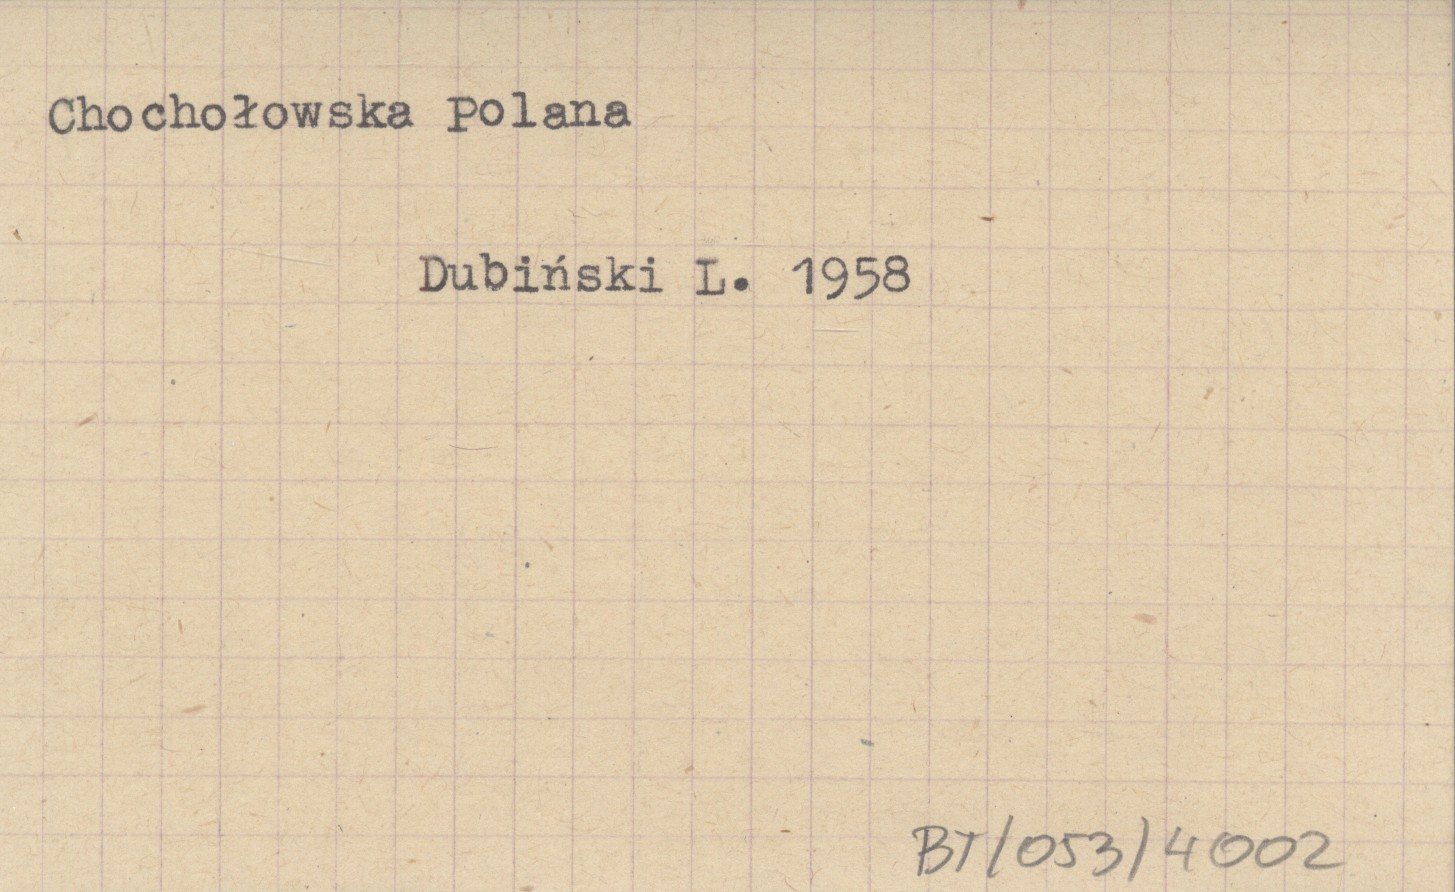 Chochołowska Polana
Dubiński L. 1958
BT/053/4002